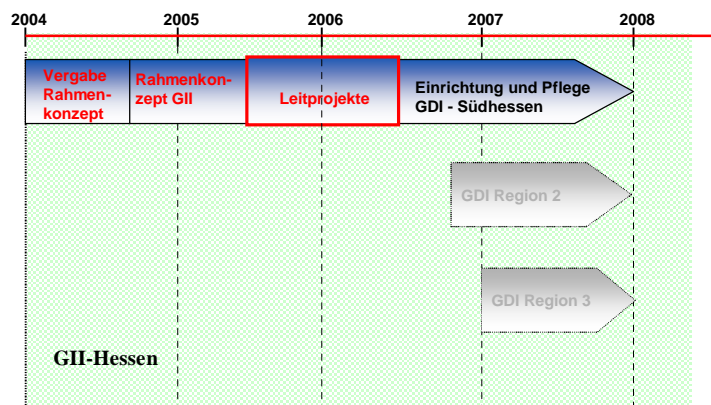 2004 2005 2006 2007 2008
Vergabe
Rahmen-
konzept
Rahmenkon-
zept GII
Leitprojekte
Einrichtung und Pflege
GDI - Südhessen
GDI Region 2
GDI Region 3
GII-Hessen